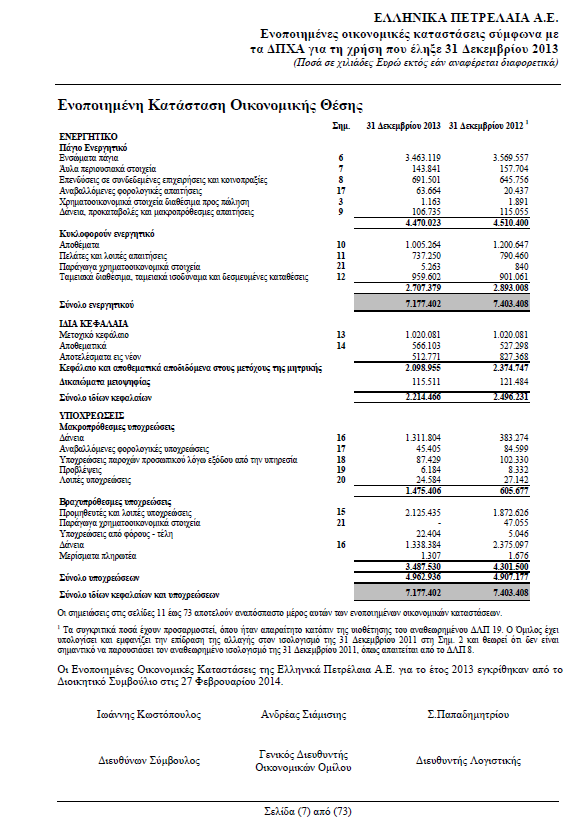 ΕΛΛΗΝΙΚΑ ΠΕΤΡΕΛΑΙΑ Α.Ε.
Ενοποιημένες οικονομικές καταστάσεις σύμφωνα με
τα ΔΠΧΑ για τη χρήση που έληξε 31 Δεκεμβρίου 2013
(Ποσά σε χιλιάδες Ευρώ εκτός εάν αναφέρεται διαφορετικά)
Ενοποιημένη Κατάσταση Οικονομικής Θέσης
Σημ. 31 Δεκεμβρίου 2013 31 Δεκεμβρίου 2012 1
ΕΝΕΡΓΗΤΙΚΟ
Πάγιο Ενεργητικό
Ενσώματα πάγια 6 3.463.119 3.569.557
Άυλα περιουσιακά στοιχεία 7 143.841 157.704
Επενδύσεις σε συνδεδεμένες επιχειρήσεις και κοινοπραξίες 8 691.501 645.756
Αναβαλλόμενες φορολογικές απαιτήσεις 17 63.664 20.437
Χρηματοοικονομικά στοιχεία διαθέσιμα προς πώληση 3 1.163 1.891
Δάνεια, προκαταβολές και μακροπρόθεσμες απαιτήσεις 9 106.735 115.055
4.470.023 4.510.400
Κυκλοφορούν ενεργητικό
Αποθέματα 10 1.005.264 1.200.647
Πελάτες και λοιπές απαιτήσεις 11 737.250 790.460
Παράγωγα χρηματοοικονομικά στοιχεία 21 5.263 840
Ταμειακά διαθέσιμα, ταμειακά ισοδύναμα και δεσμευμένες καταθέσεις 12 959.602 901.061
2.707.379 2.893.008
Σύνολο ενεργητικού 7.177.402 7.403.408
ΙΔΙΑ ΚΕΦΑΛΑΙΑ
Μετοχικό κεφάλαιο 13 1.020.081 1.020.081
Αποθεματικά 14 566.103 527.298
Αποτελέσματα εις νέον 512.771 827.368
Κεφάλαιο και αποθεματικά αποδιδόμενα στους μετόχους της μητρικής 2.098.955 2.374.747
Δικαιώματα μειοψηφίας 115.511 121.484
Σύνολο ιδίων κεφαλαίων 2.214.466 2.496.231
ΥΠΟΧΡΕΩΣΕΙΣ
Μακροπρόθεσμες υποχρεώσεις
Δάνεια 16 1.311.804 383.274
Αναβαλλόμενες φορολογικές υποχρεώσεις 17 45.405 84.599
Υποχρεώσεις παροχών προσωπικού λόγω εξόδου από την υπηρεσία 18 87.429 102.330
Προβλέψεις 19 6.184 8.332
Λοιπές υποχρεώσεις 20 24.584 27.142
1.475.406 605.677
Βραχυπρόθεσμες υποχρεώσεις
Προμηθευτές και λοιπές υποχρεώσεις 15 2.125.435 1.872.626
Παράγωγα χρηματοοικονομικά στοιχεία 21 - 47.055
Υποχρεώσεις από φόρους - τέλη 22.404 5.046
Δάνεια 16 1.338.384 2.375.097
Μερίσματα πληρωτέα 1.307 1.676
3.487.530 4.301.500
Σύνολο υποχρεώσεων 4.962.936 4.907.177
Σύνολο ιδίων κεφαλαίων και υποχρεώσεων 7.177.402 7.403.408
Οι σημειώσεις στις σελίδες 11 έως 73 αποτελούν αναπόσπαστο μέρος αυτών των ενοποιημένων οικονομικών καταστάσεων.
1 Τα συγκριτικά ποσά έχουν προσαρμοστεί, όπου ήταν απαραίτητο κατόπιν της υιοθέτησης του αναθεωρημένου ΔΛΠ 19. Ο Όμιλος έχει
υπολογίσει και εμφανίζει την επίδραση της αλλαγής στον ισολογισμό της 31 Δεκεμβρίου 2011 στη Σημ. 2 και θεωρεί ότι δεν είναι
σημαντικό να παρουσιάσει τον αναθεωρημένο ισολογισμό της 31 Δεκεμβρίου 2011, όπως απαιτείται από το ΔΛΠ 8.
Οι Ενοποιημένες Οικονομικές Καταστάσεις της Ελληνικά Πετρέλαια Α.Ε. για το έτος 2013 εγκρίθηκαν από το
Διοικητικό Συμβούλιο στις 27 Φεβρουαρίου 2014.
Ιωάννης Κωστόπουλος Ανδρέας Σιάμισιης Σ.Παπαδημητρίου
Διευθύνων Σύμβουλος Γενικός Διευθυντής Οικονομικών Ομίλου Διευθυντής Λογιστικής
Σελίδα (7) από (73)